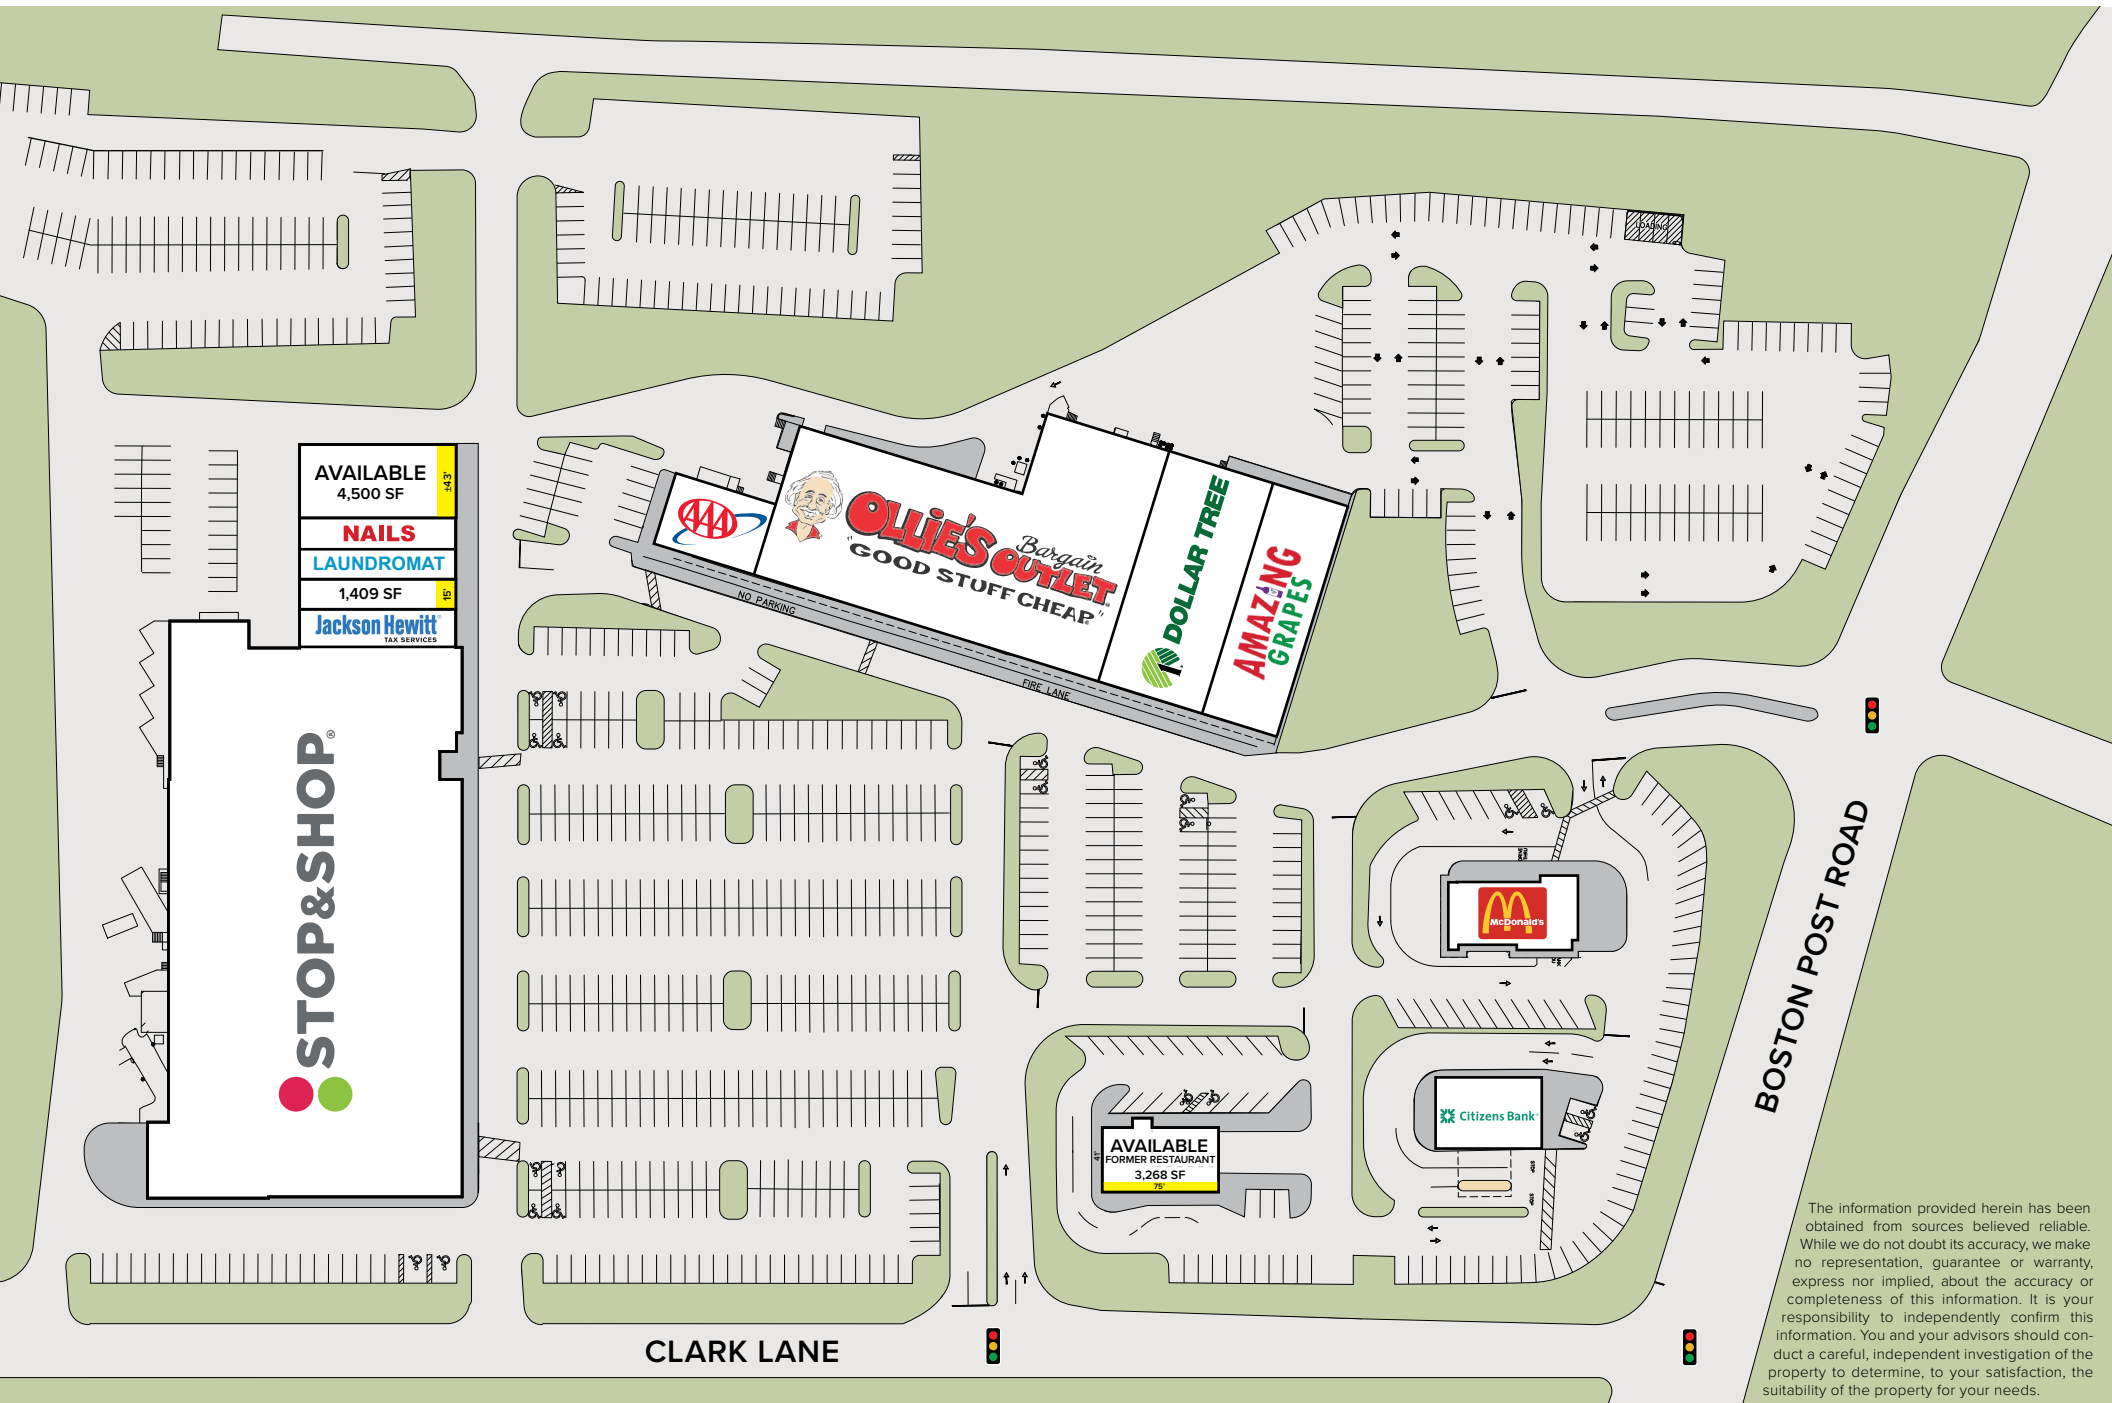 LOADING
AVAILABLE
4,500 SF
±43'
NAILS
LAUNDROMAT
1,409 SF
15'
Jackson Hewitt
TAX SERVICES
STOP&SHOP®
AAA
OLLIE'S
Bargain
OUTLET
"GOOD STUFF CHEAP"
DOLLAR TREE
AMAZING
GRAPES
NO PARKING
FIRE LANE
McDonald's
Citizens Bank
STOP
STOP
AVAILABLE
FORMER RESTAURANT
3,268 SF
75'
41'
BOSTON POST ROAD
CLARK LANE
The information provided herein has been
obtained from sources believed reliable.
While we do not doubt its accuracy, we make
no representation, guarantee or warranty,
express nor implied, about the accuracy or
completeness of this information. It is your
responsibility to independently confirm this
information. You and your advisors should con-
duct a careful, independent investigation of the
property to determine, to your satisfaction, the
suitability of the property for your needs.